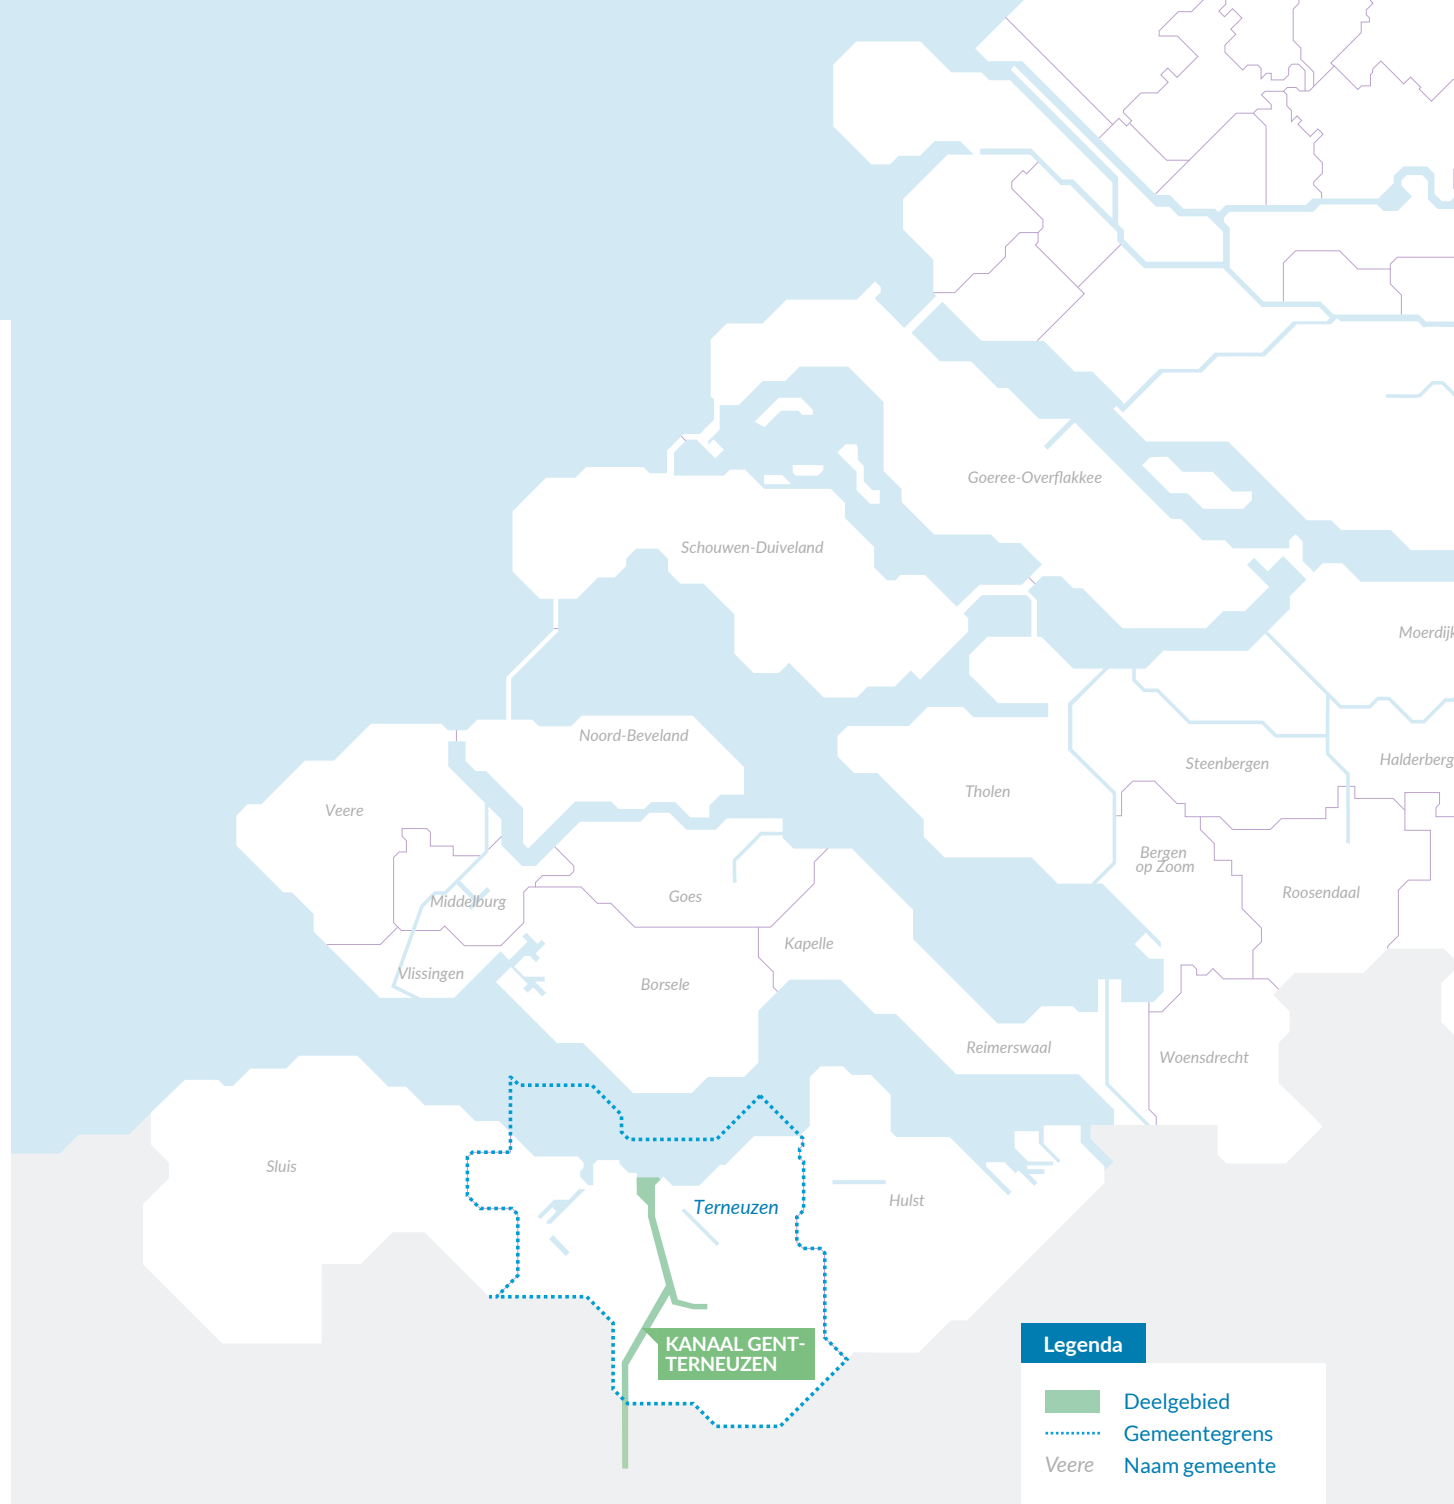 Goeree-Overflakkee
Schouwen-Duiveland
Moerdijk
Noord-Beveland
Steenbergen
Halderberg
Tholen
Veere
Bergen
op Zoom
Roosendaal
Goes
Middelburg
Kapelle
Vlissingen
Borsele
Reimerswaal
Woensdrecht
Sluis
Hulst
Terneuzen
KANAAL GENT-
TERNEUZEN
Legenda
Deelgebied
Gemeentegrens
Veere Naam gemeente